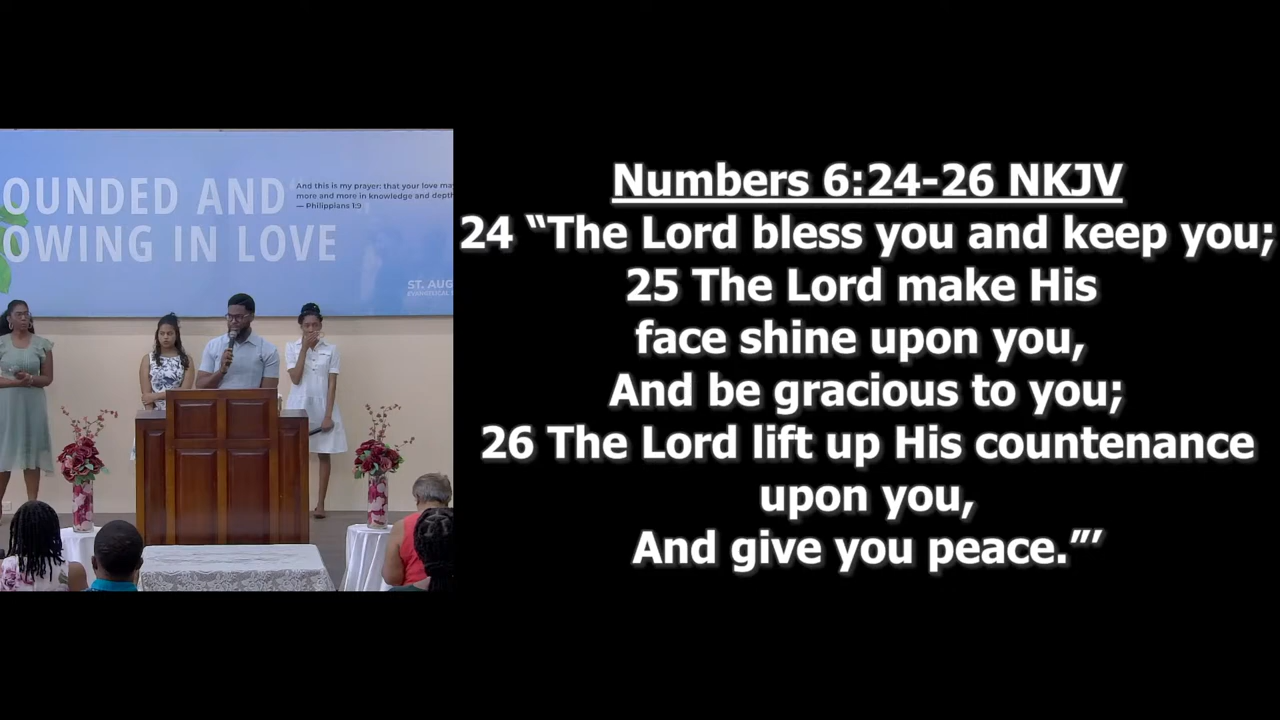 OUNDED AND
OWING IN LOVE
And this is my prayer: that your love may
more and more in knowledge and depth
— Philippians 1:9
ST. AUG
EVANGELICAL
Numbers 6:24-26 NKJV
24 “The Lord bless you and keep you;
25 The Lord make His
face shine upon you,
And be gracious to you;
26 The Lord lift up His countenance
upon you,
And give you peace.”’